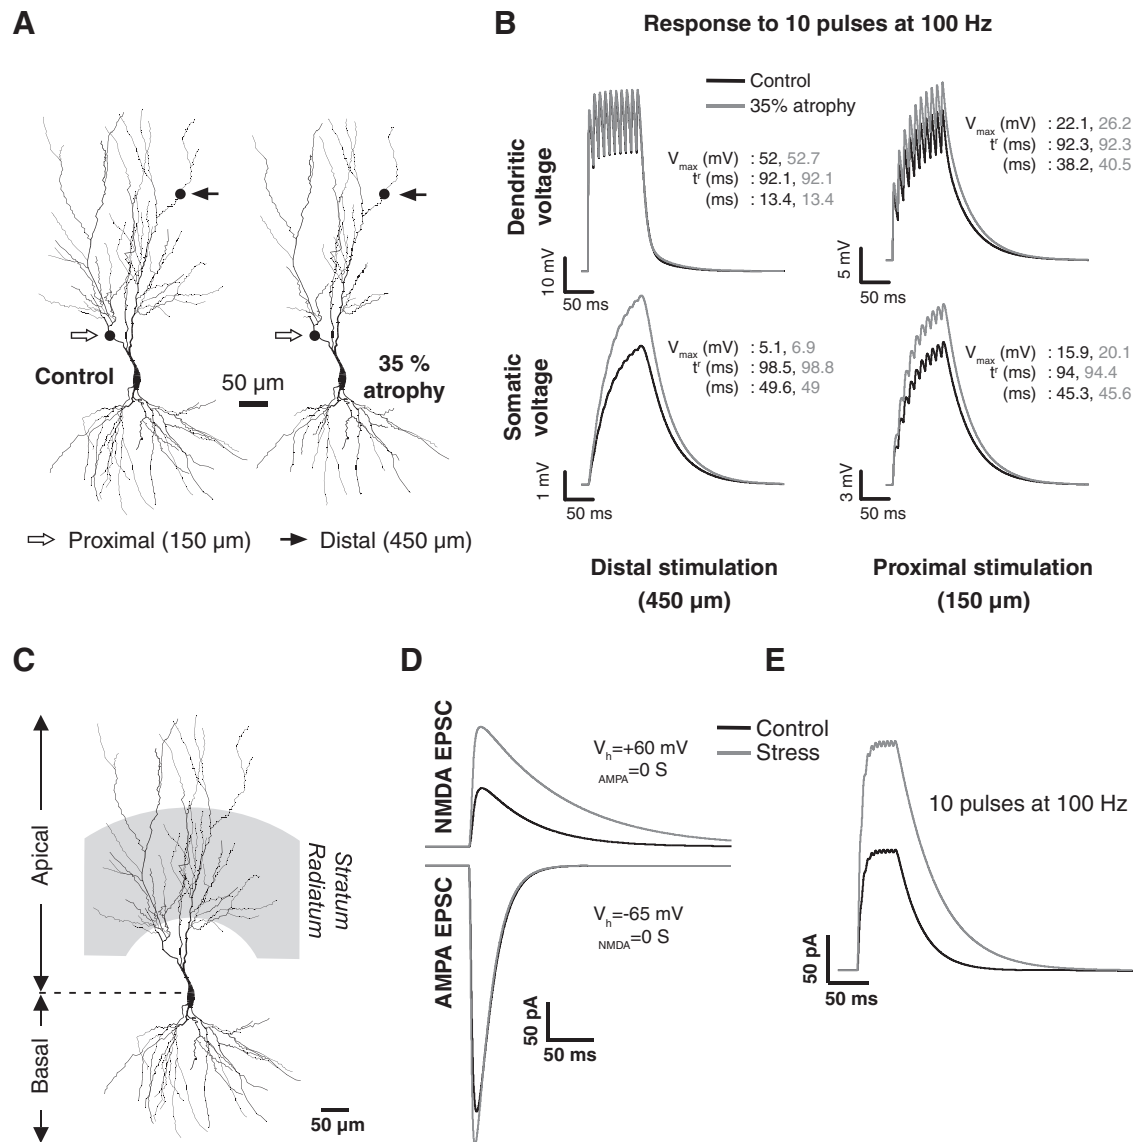 A
B
Response to 10 pulses at 100 Hz
Control
35% atrophy
Dendritic
voltage
Vmax (mV) : 52, 52.7
tr (ms) : 92.1, 92.1
(ms) : 13.4, 13.4
10 mV
50 ms
Vmax (mV) : 22.1, 26.2
tr (ms) : 92.3, 92.3
(ms) : 38.2, 40.5
5 mV
50 ms
Control
50 µm
35 %
atrophy
Somatic
voltage
Vmax (mV) : 5.1, 6.9
tr (ms) : 98.5, 98.8
(ms) : 49.6, 49
1 mV
50 ms
Vmax (mV) : 15.9, 20.1
tr (ms) : 94, 94.4
(ms) : 45.3, 45.6
3 mV
50 ms
Proximal (150 µm)
Distal (450 µm)
Distal stimulation
(450 µm)
Proximal stimulation
(150 µm)
C
Apical
Basal
Stratum
Radiatum
50 µm
D
NMDA EPSC
Vh=+60 mV
AMPA=0 S
AMPA EPSC
Vh=-65 mV
NMDA=0 S
50 pA
50 ms
E
Control
Stress
10 pulses at 100 Hz
50 pA
50 ms